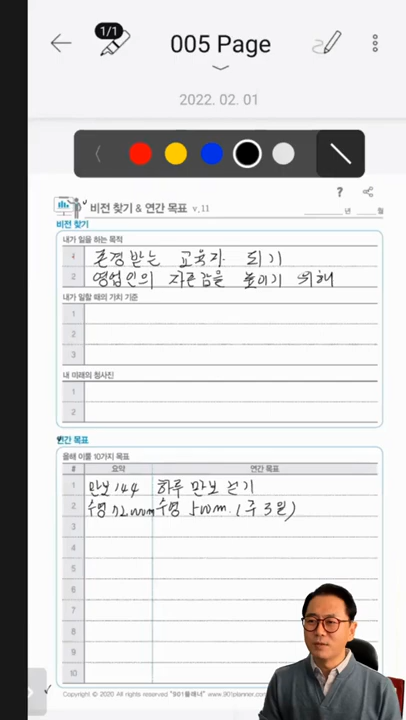 1/1
005 Page
2022. 02. 01
?
비전 찾기 & 연간 목표 v.11
년 월
비전 찾기
내가 일을 하는 목적
1 존경 받는 교육자 되기
2 영업인의 자존감을 높이기 위해
내가 일할 때의 가치 기준
1
2
3
내 미래의 청사진
1
2
연간 목표
올해 이룰 10가지 목표
# 요약 연간 목표
1 만보 144 하루 만보 걷기
2 수영 72000m 수영 500m. (주 3일)
3
4
5
6
7
8
9
10
Copyright © 2020 All rights reserved "901플래너" www.901planner.com